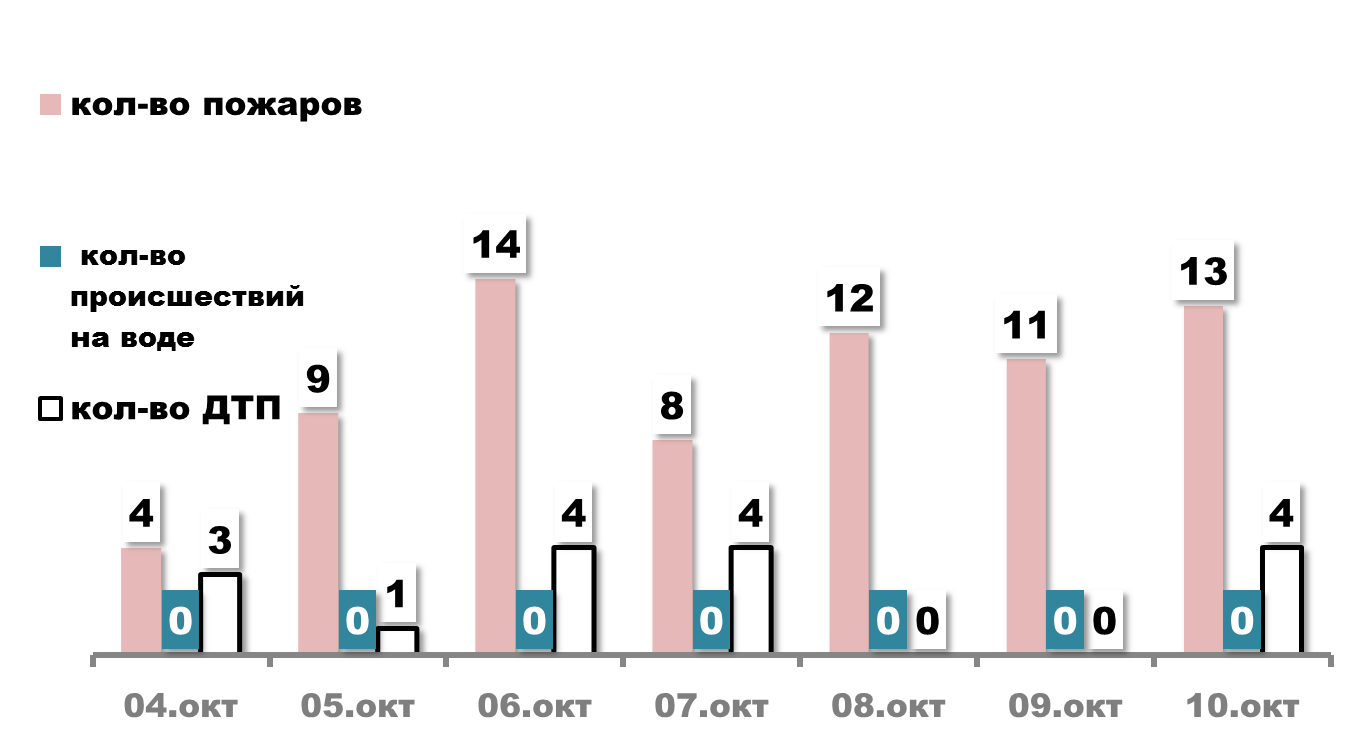 кол-во пожаров
кол-во
происшествий
на воде
кол-во ДТП
4 0 3
9 0 1
14 0 4
8 0 4
12 0 0
11 0 0
13 0 4
04.окт 05.окт 06.окт 07.окт 08.окт 09.окт 10.окт